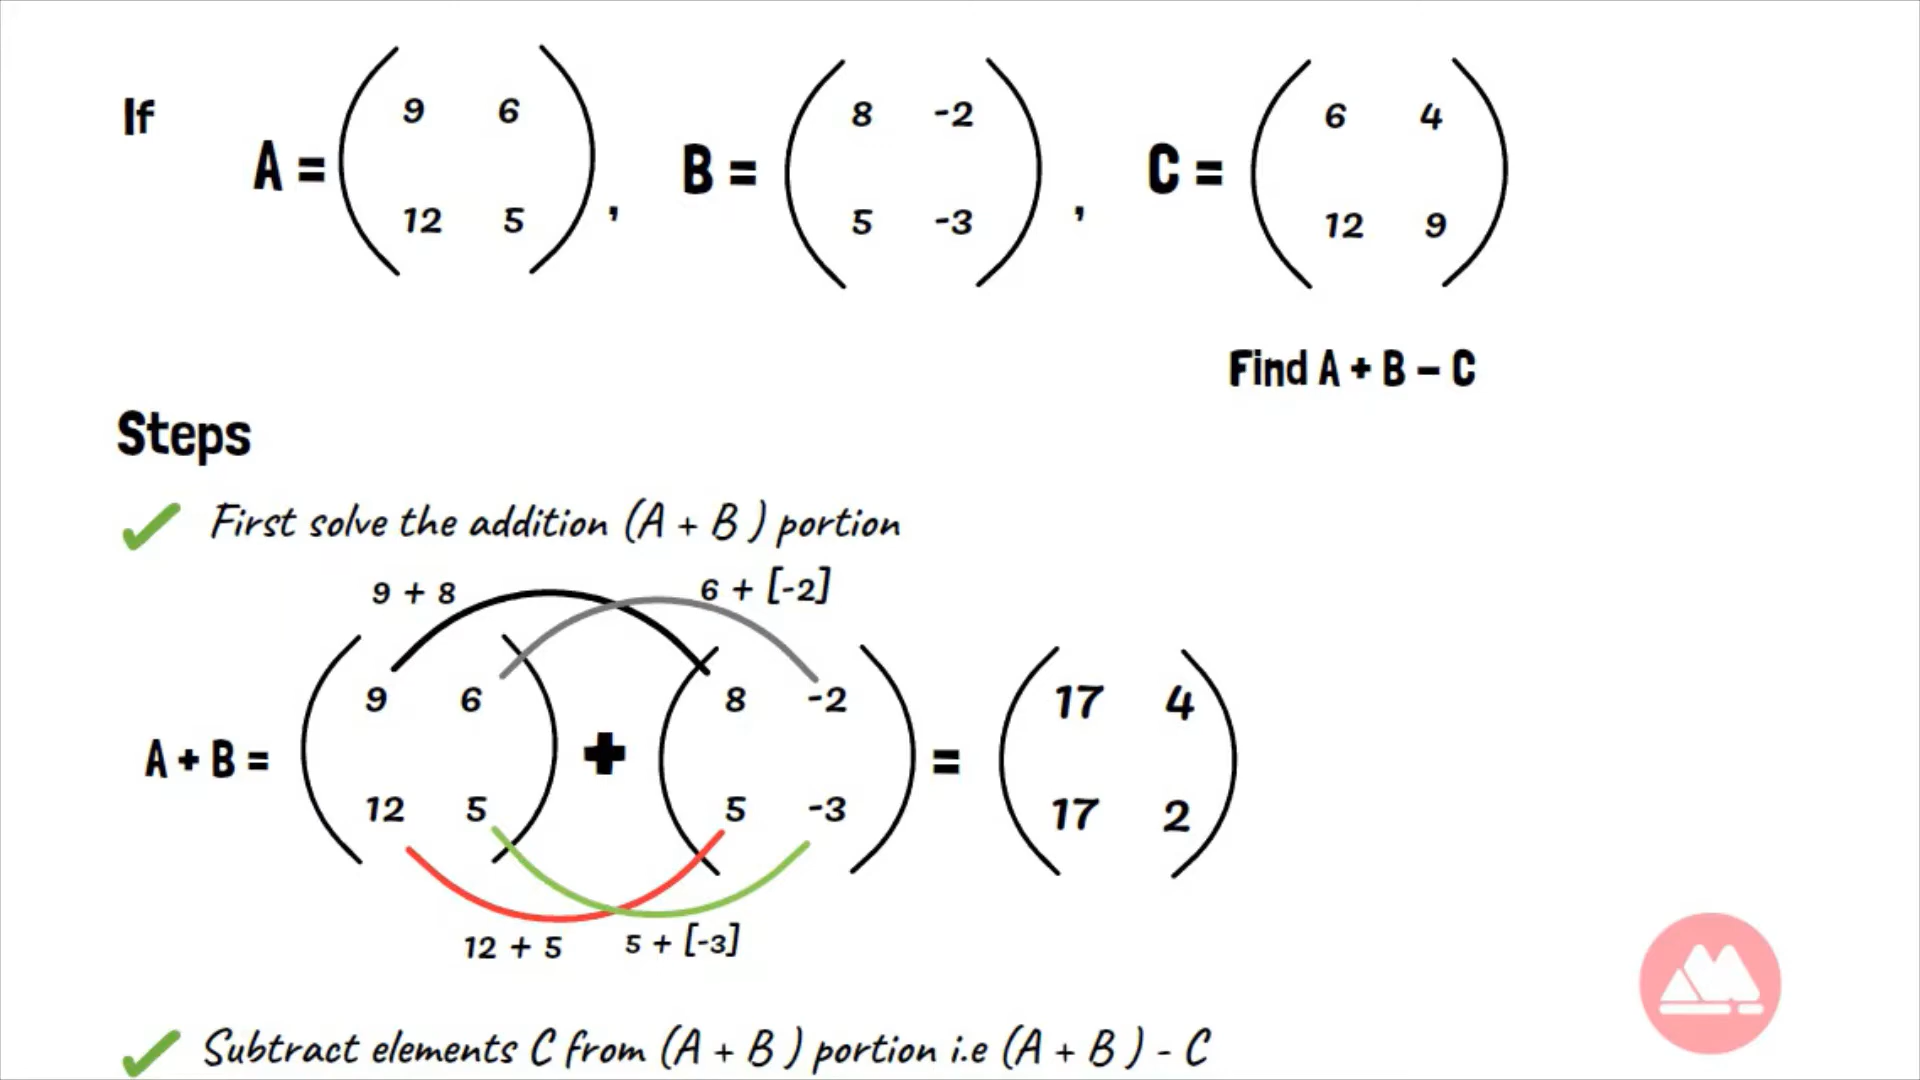 If
A = ( 9 6 , B = ( 8 -2 , C = ( 6 4
12 5 ) 5 -3 ) 12 9 )
Find A + B – C
Steps
First solve the addition (A + B ) portion
9 + 8 6 + [-2]
9 6 8 -2 17 4
A + B = ( ) + ( ) = ( )
12 5 5 -3 17 2
12 + 5 5 + [-3]
Subtract elements C from (A + B ) portion i.e (A + B ) - C